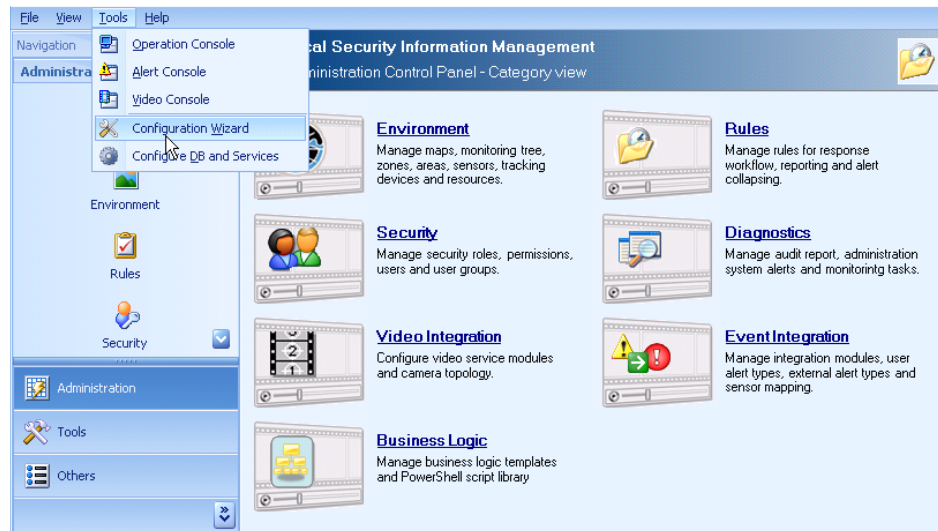 File View Tools Help
Navigation
Administra
Operation Console
Alert Console
Video Console
Configuration Wizard
Configure DB and Services
cal Security Information Management
ministration Control Panel - Category view
Environment
Rules
Security
Administration
Tools
Others
Environment
Manage maps, monitoring tree,
zones, areas, sensors, tracking
devices and resources.
Rules
Manage rules for response
workflow, reporting and alert
collapsing.
Security
Manage security roles, permissions,
users and user groups.
Diagnostics
Manage audit report, administration
system alerts and monitorintg tasks.
Video Integration
Configure video service modules
and camera topology.
Event Integration
Manage integration modules, user
alert types, external alert types and
sensor mapping.
Business Logic
Manage business logic templates
and PowerShell script library